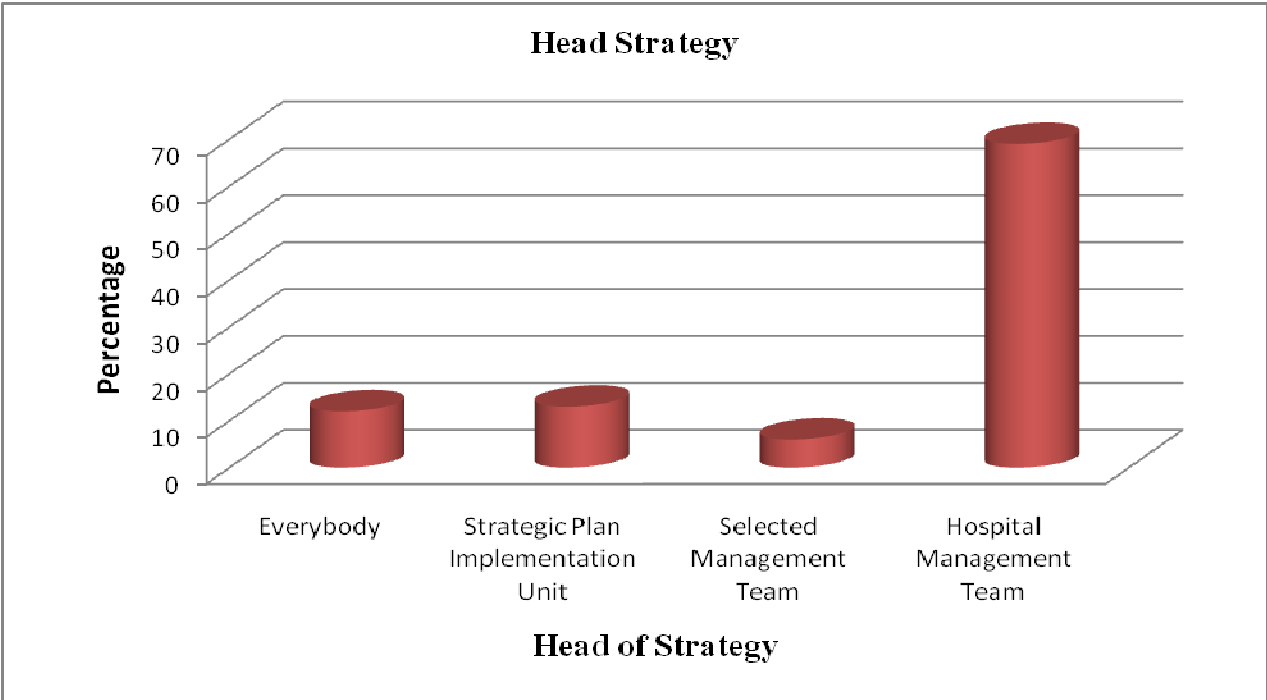 Head Strategy
70
60
50
40
30
20
10
0
Percentage
Everybody
Strategic Plan
Implementation
Unit
Selected
Management
Team
Hospital
Management
Team
Head of Strategy